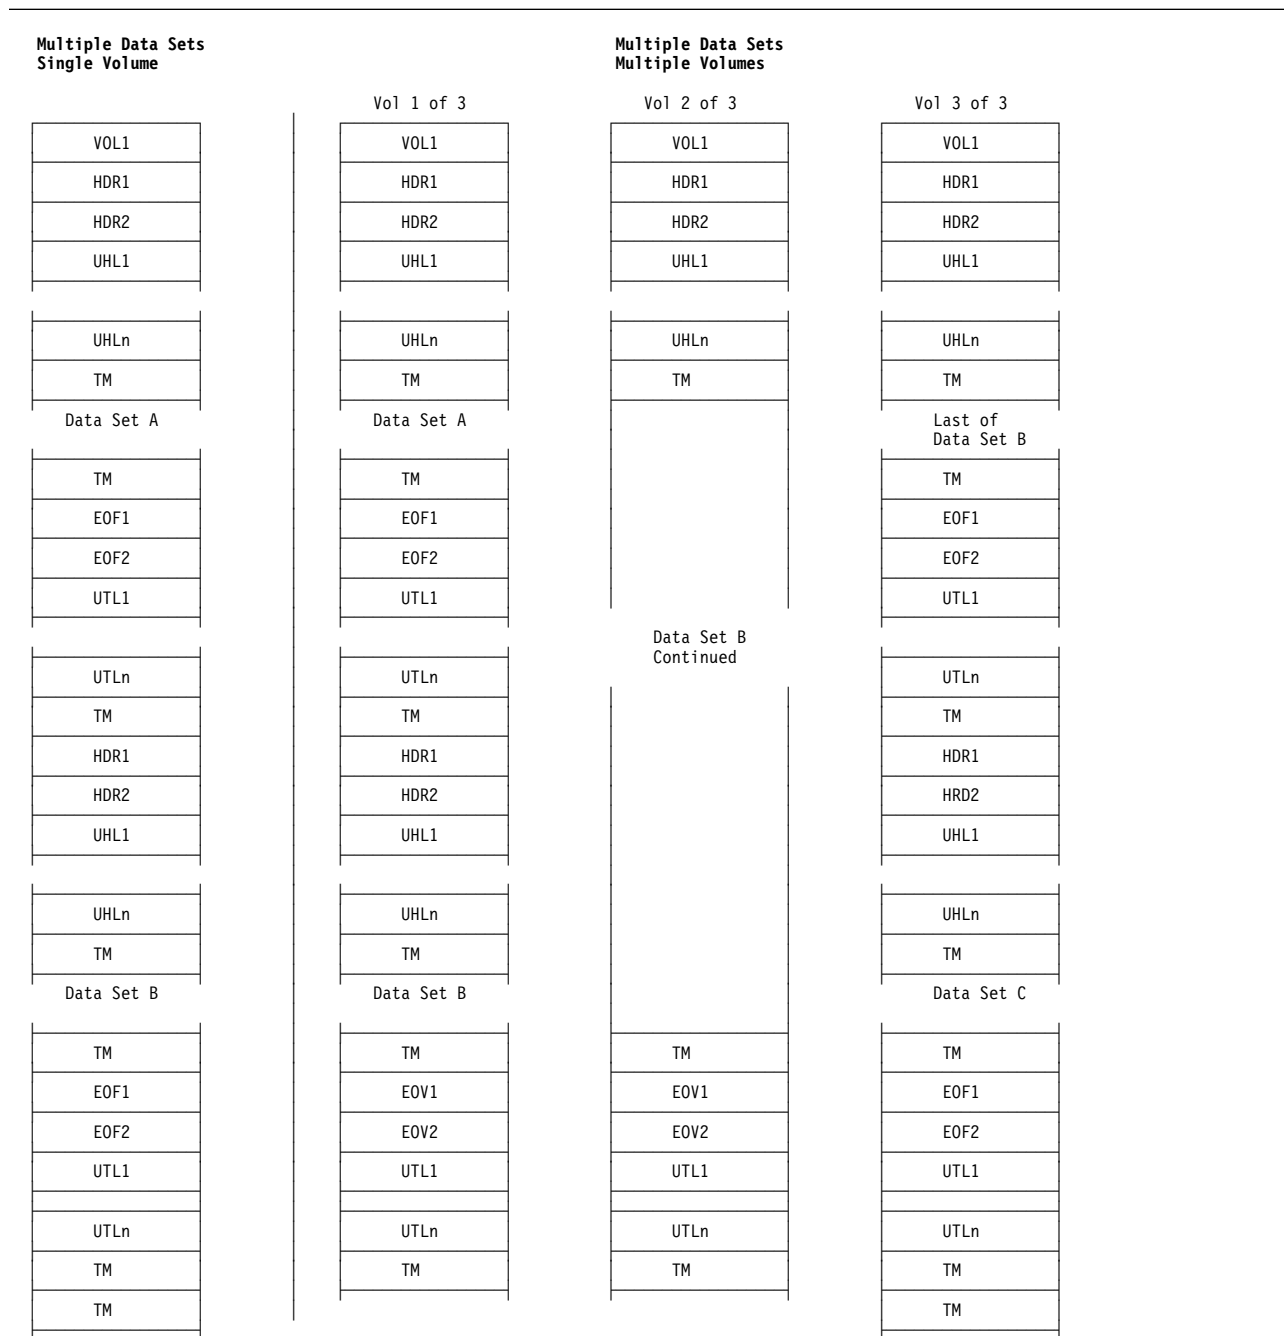 Multiple Data Sets
Single Volume
VOL1
HDR1
HDR2
UHL1
UHLn
TM
Data Set A
TM
EOF1
EOF2
UTL1
UTLn
TM
HDR1
HDR2
UHL1
UHLn
TM
Data Set B
TM
EOF1
EOF2
UTL1
UTLn
TM
TM
Multiple Data Sets
Multiple Volumes
Vol 1 of 3
VOL1
HDR1
HDR2
UHL1
UHLn
TM
Data Set A
TM
EOF1
EOF2
UTL1
UTLn
TM
HDR1
HDR2
UHL1
UHLn
TM
Data Set B
TM
EOV1
EOV2
UTL1
UTLn
TM
Vol 2 of 3
VOL1
HDR1
HDR2
UHL1
UHLn
TM
Data Set B
Continued
TM
EOV1
EOV2
UTL1
UTLn
TM
Vol 3 of 3
VOL1
HDR1
HDR2
UHL1
UHLn
TM
Last of
Data Set B
TM
EOF1
EOF2
UTL1
UTLn
TM
HDR1
HRD2
UHL1
UHLn
TM
Data Set C
TM
EOF1
EOF2
UTL1
UTLn
TM
TM